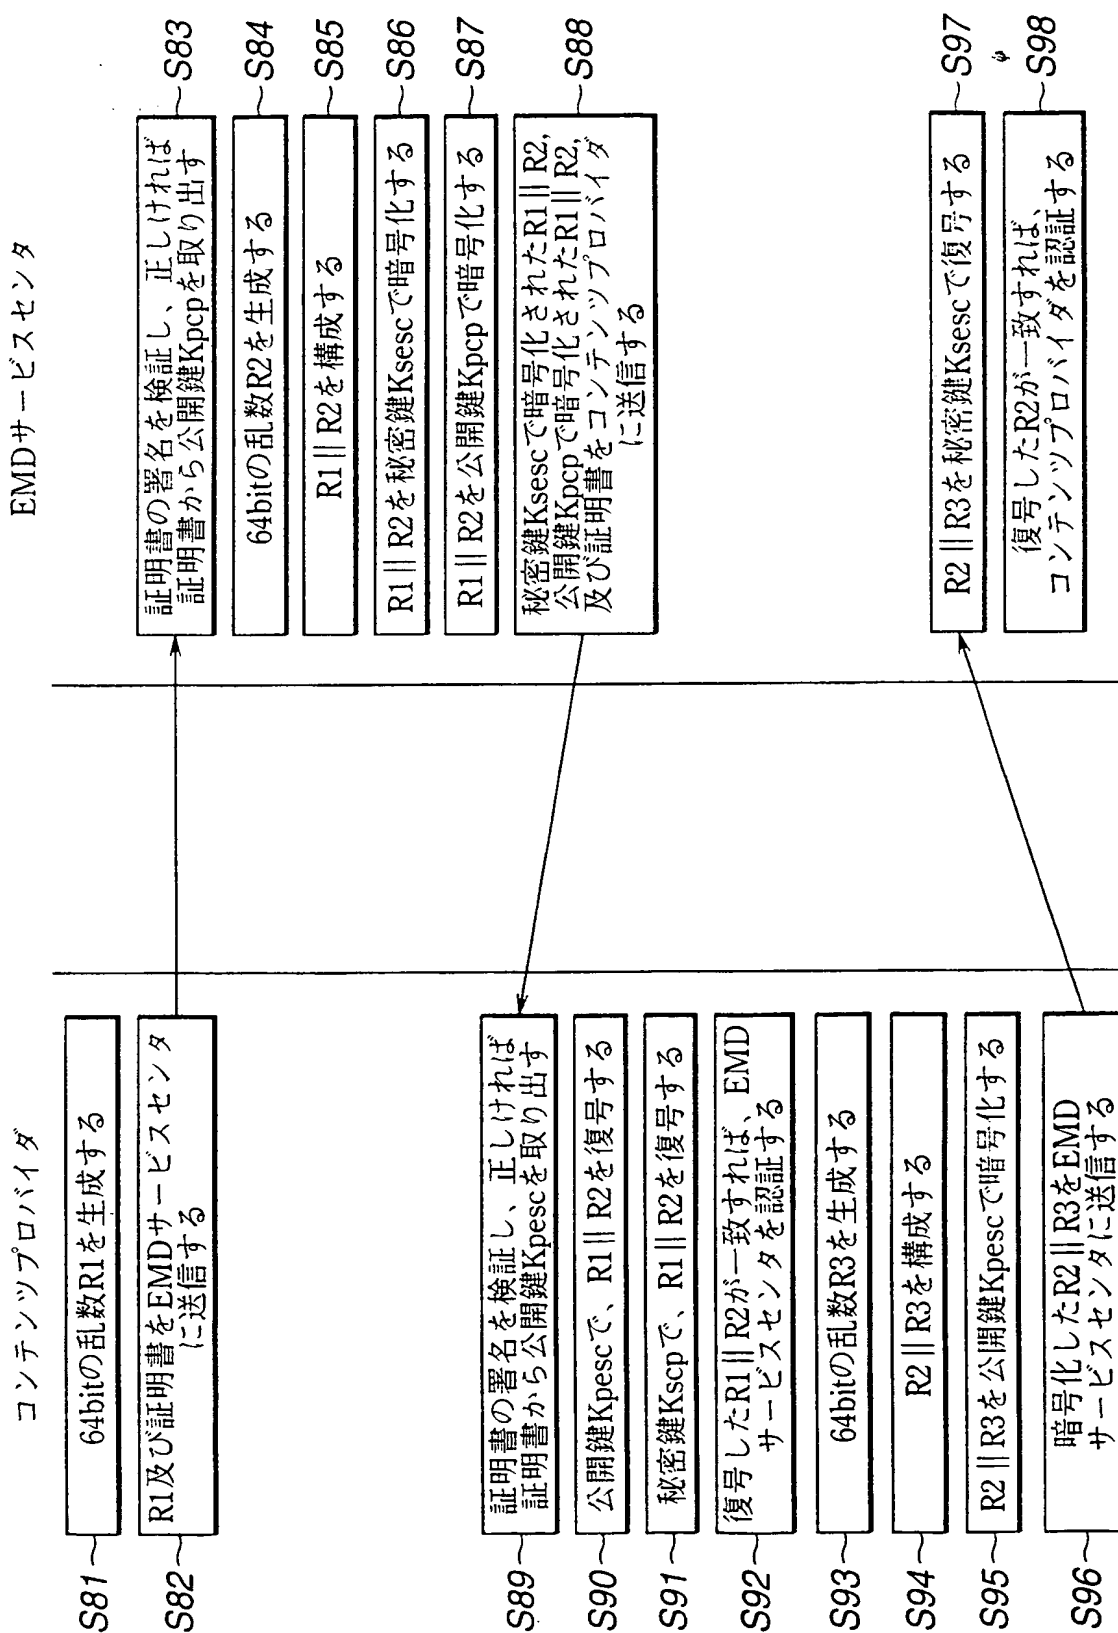 コンテンツプロバイダ
EMDサービスセンタ
S81
64bitの乱数R1を生成する
S82
R1及び証明書をEMDサービスセンタ
に送信する
証明書の署名を検証し、正しければ
証明書から公開鍵Kpcpを取り出す
S83
64bitの乱数R2を生成する
S84
R1‖R2を構成する
S85
R1‖R2を秘密鍵Ksescで暗号化する
S86
R1‖R2を公開鍵Kpcpで暗号化する
S87
秘密鍵Ksescで暗号化されたR1‖R2,
公開鍵Kpcpで暗号化されたR1‖R2,
及び証明書をコンテンツプロバイダ
に送信する
S88
S89
証明書の署名を検証し、正しければ
証明書から公開鍵Kpescを取り出す
S90
公開鍵Kpescで、R1‖R2を復号する
S91
秘密鍵Kscpで、R1‖R2を復号する
S92
復号したR1‖R2が一致すれば、EMD
サービスセンタを認証する
S93
64bitの乱数R3を生成する
S94
R2‖R3を構成する
S95
R2‖R3を公開鍵Kpescで暗号化する
S96
暗号化したR2‖R3をEMD
サービスセンタに送信する
R2‖R3を秘密鍵Ksescで復号する
S97
復号したR2が一致すれば、
コンテンツプロバイダを認証する
S98